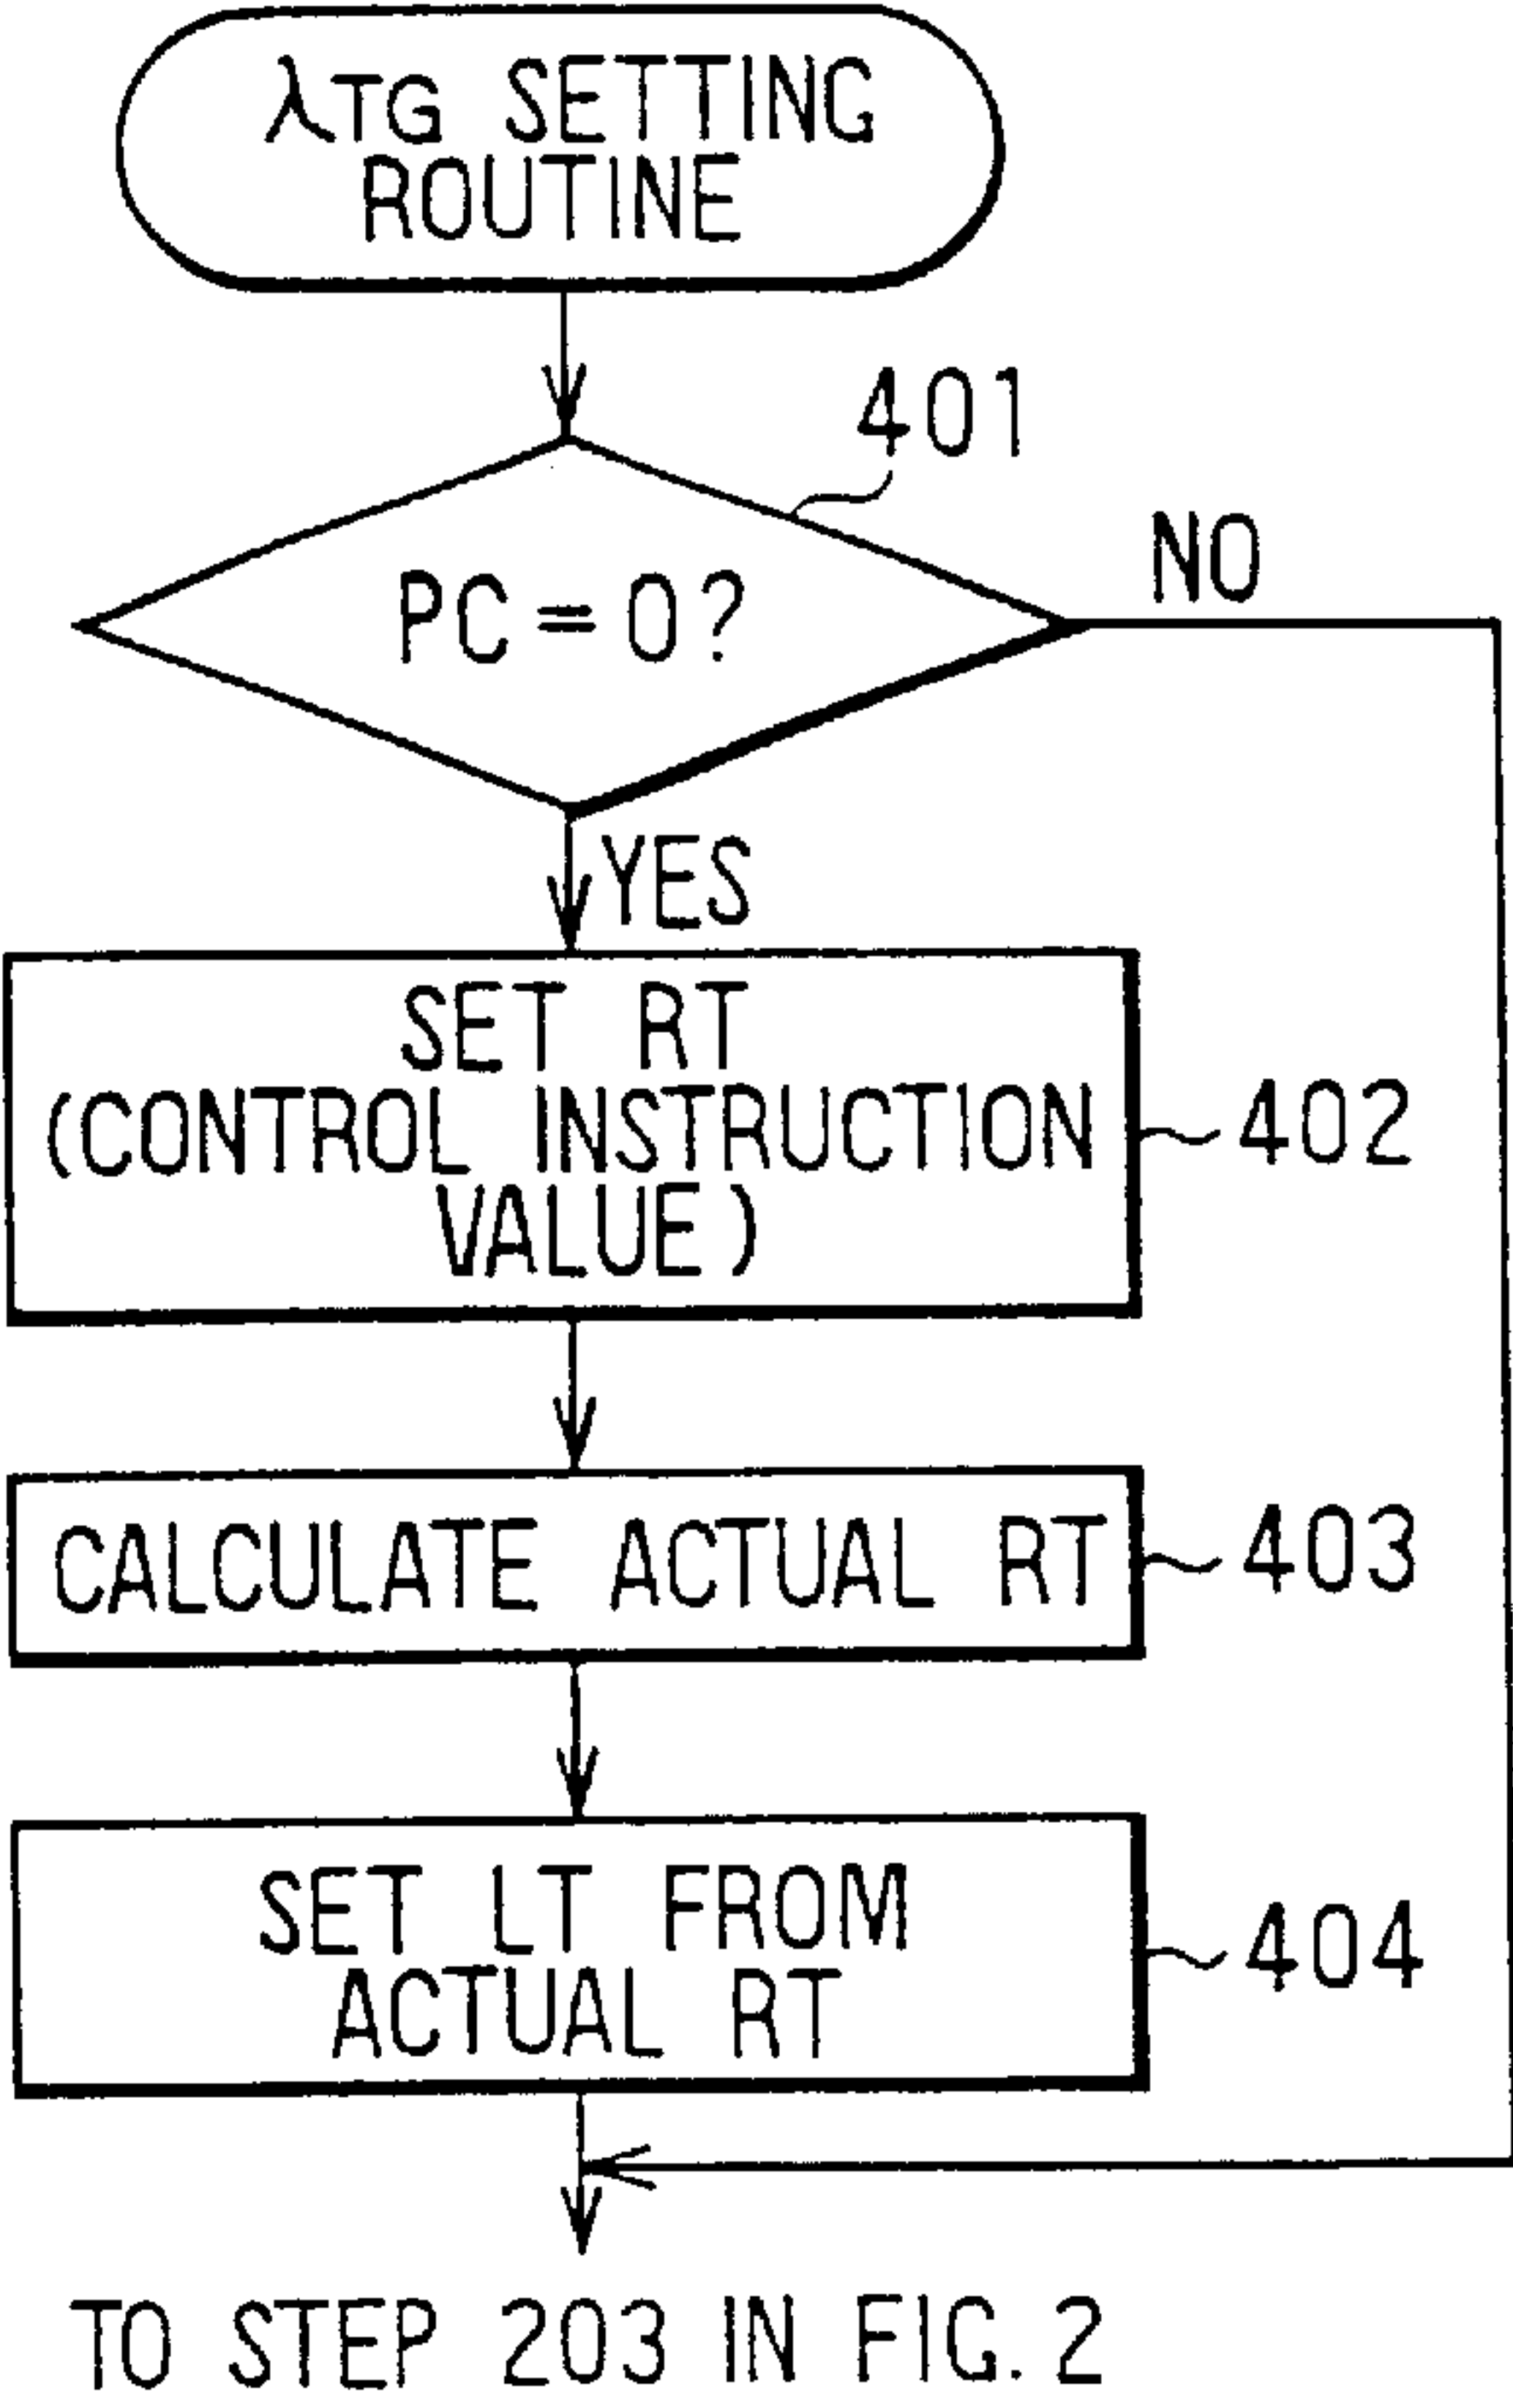 λTG SETTING
ROUTINE
401
PC=0?
NO
YES
SET RT
(CONTROL INSTRUCTION
VALUE)
402
CALCULATE ACTUAL RT
403
SET LT FROM
ACTUAL RT
404
TO STEP 203 IN FIG. 2